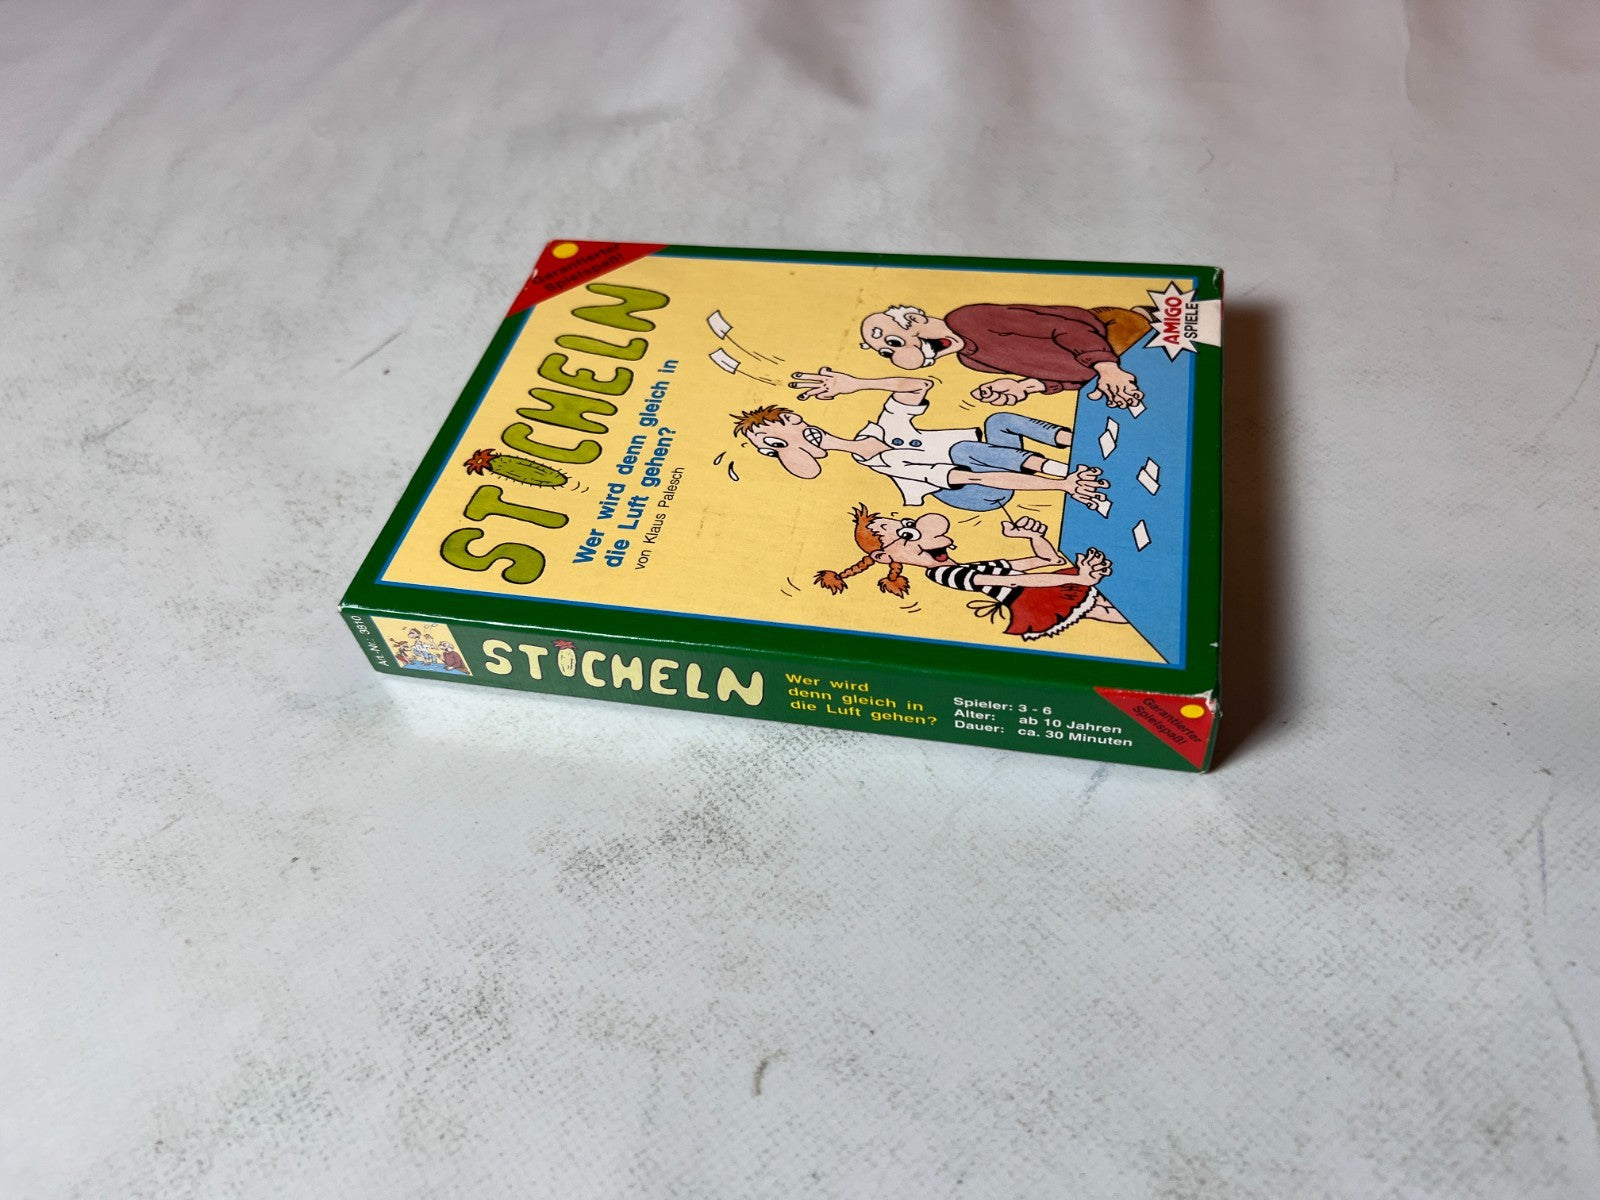 Garantierter
Spielspaß!
STICHELN
Wer wird denn gleich in
die Luft gehen?
von Klaus Palesch
AMIGO
SPIELE
Art.-Nr.: 3810
STICHELN
Wer wird
denn gleich in
die Luft gehen?
Spieler: 3 - 6
Alter: ab 10 Jahren
Dauer: ca. 30 Minuten
Garantierter
Spielspaß!